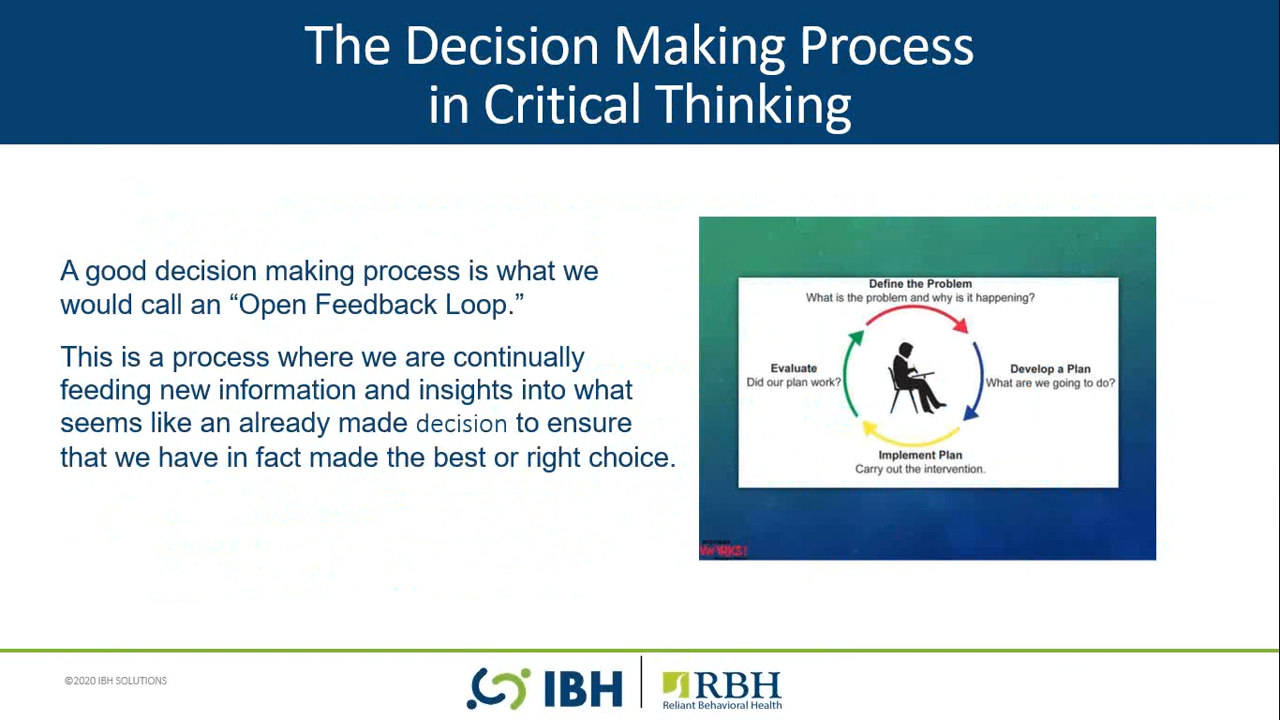 The Decision Making Process
in Critical Thinking
A good decision making process is what we
would call an “Open Feedback Loop.”
This is a process where we are continually
feeding new information and insights into what
seems like an already made decision to ensure
that we have in fact made the best or right choice.
Define the Problem
What is the problem and why is it happening?
Develop a Plan
What are we going to do?
Implement Plan
Carry out the intervention.
Evaluate
Did our plan work?
©2020 IBH SOLUTIONS
IBH
RBH
Reliant Behavioral Health